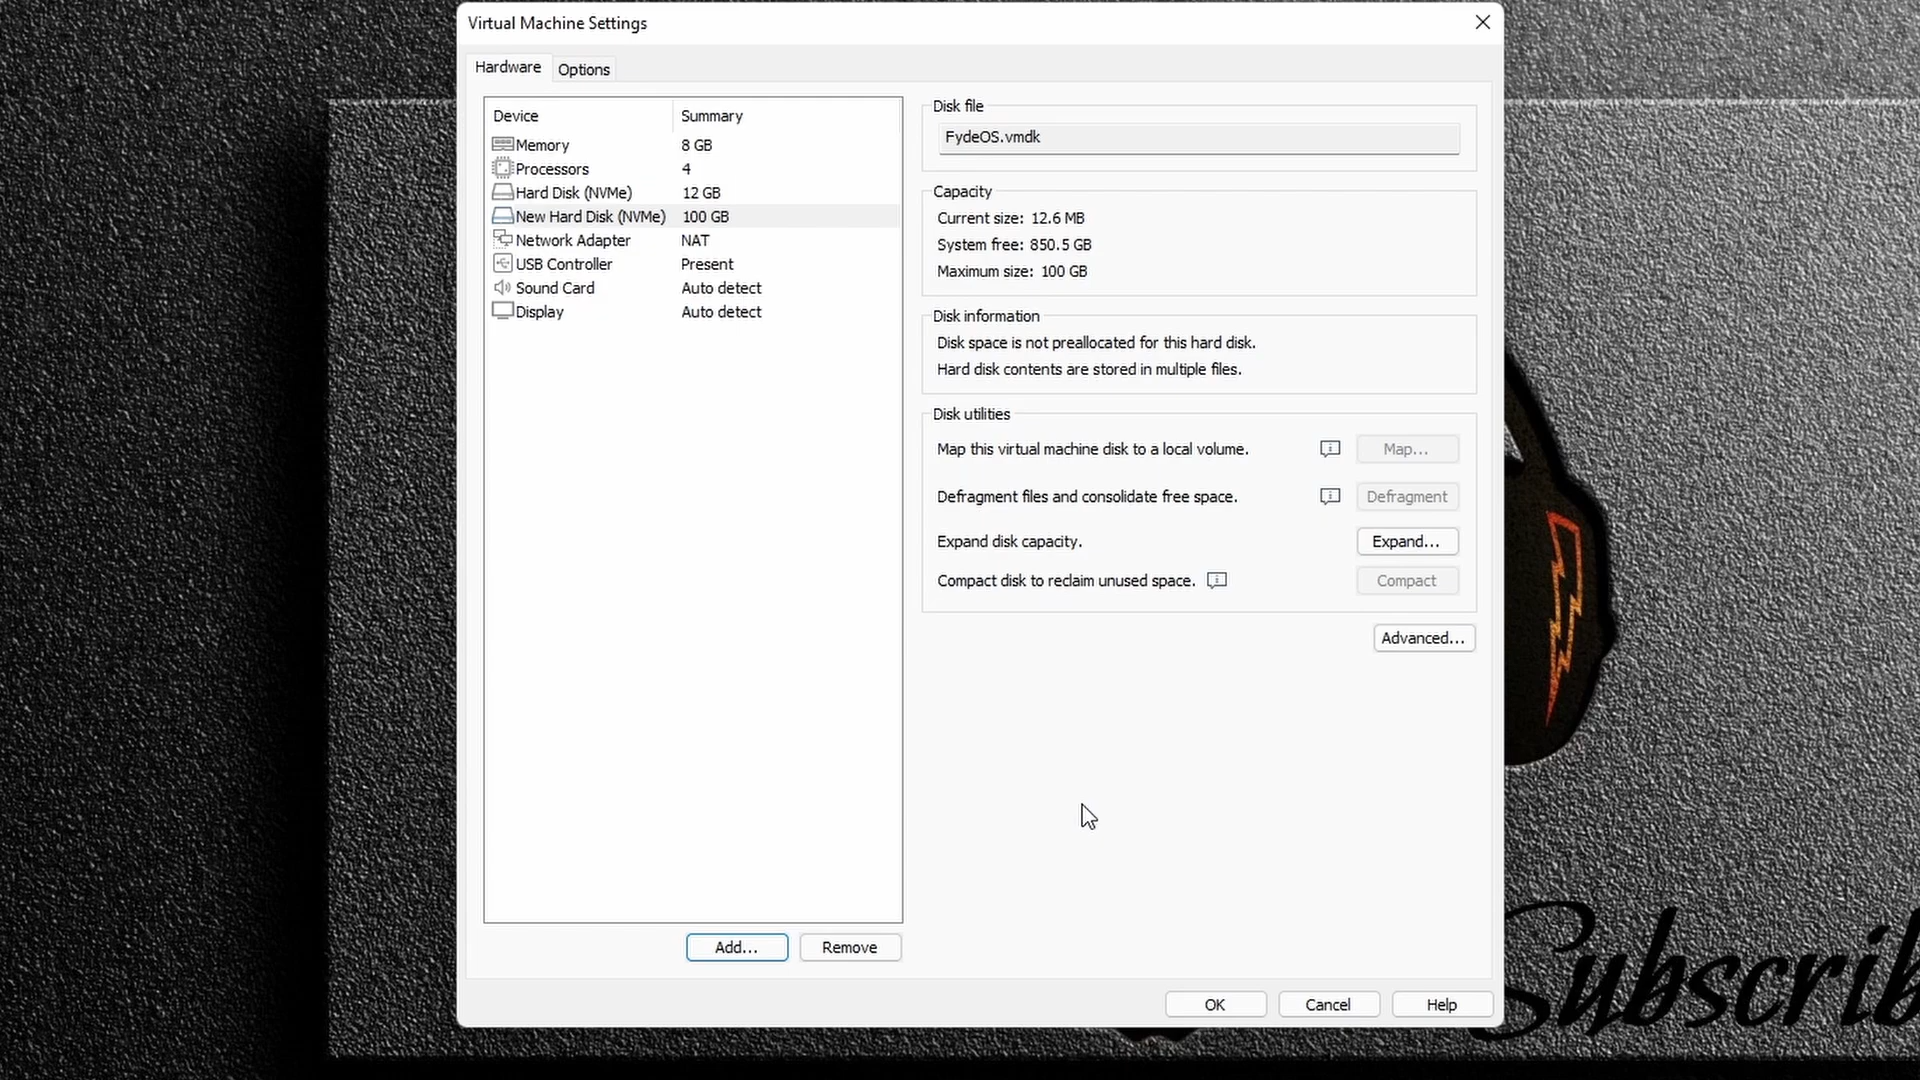 Virtual Machine Settings
Hardware Options
Device Summary
Memory 8 GB
Processors 4
Hard Disk (NVMe) 12 GB
New Hard Disk (NVMe) 100 GB
Network Adapter NAT
USB Controller Present
Sound Card Auto detect
Display Auto detect
Add... Remove
Disk file
FydeOS.vmdk
Capacity
Current size: 12.6 MB
System free: 850.5 GB
Maximum size: 100 GB
Disk information
Disk space is not preallocated for this hard disk.
Hard disk contents are stored in multiple files.
Disk utilities
Map this virtual machine disk to a local volume. Map...
Defragment files and consolidate free space. Defragment
Expand disk capacity. Expand...
Compact disk to reclaim unused space. Compact
Advanced...
OK Cancel Help
Subscrib